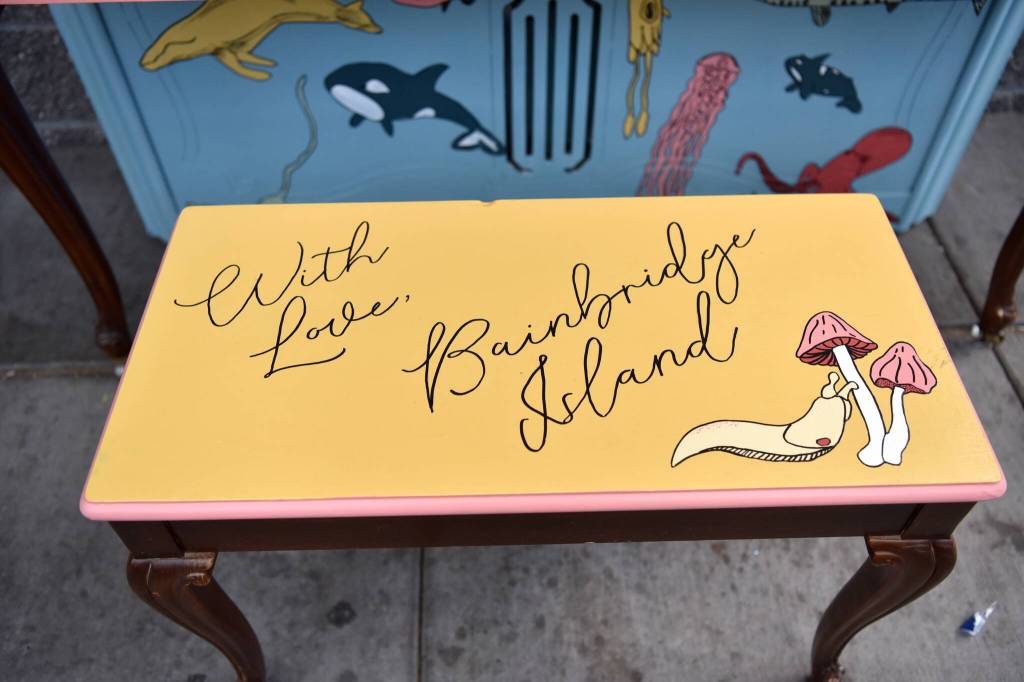 With
Love,
Bainbridge
Island